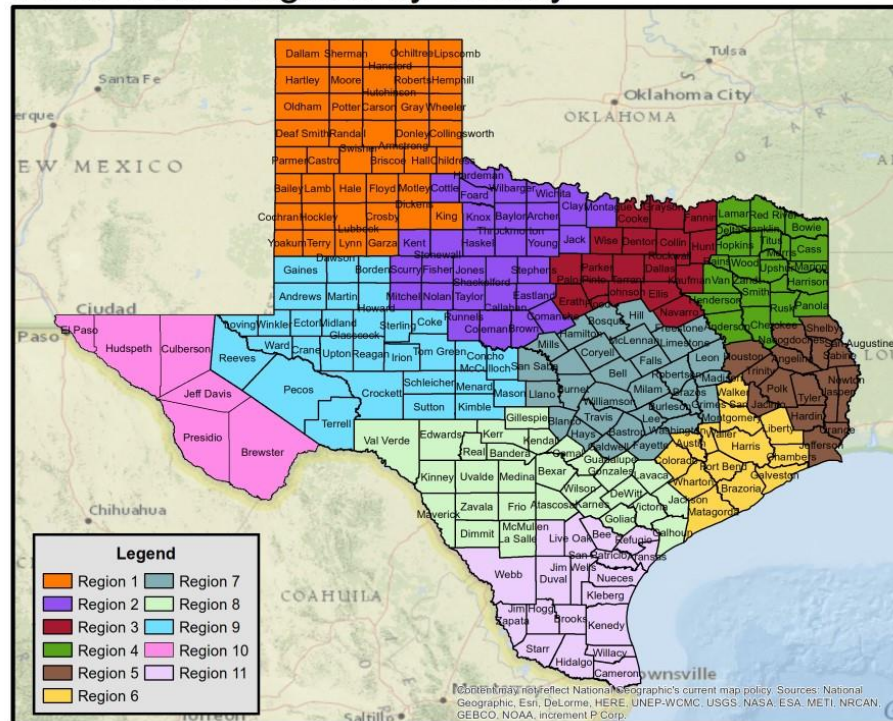 Tulsa
Santa Fe
Oklahoma City
OKLAHOMA
OZARK
erque
EW MEXICO
Dallam Sherman Ochiltree Lipscomb
Hansford
Hartley Moore Roberts Hemphill
Hutchinson
Oldham Potter Carson Gray Wheeler
Deaf Smith Randall Donley Collingsworth
Swisher Armstrong
Parmer Castro Briscoe Hall Childress
Hardeman
Bailey Lamb Hale Floyd Motley Cottle Foard Wilbarger Wichita
Clay Montag
Dickens
Cochran Hockley Crosby King Knox Baylor Archer
Lubbock Throckmorton
Yoakum Terry Lynn Garza Kent Haskel Young Jack
Stonewall
Cooke Grayson Fannin
Wise Denton Collin Hunt
Rockwall
Parker Dallas Kaufman
Palo Pinto Tarran
Johnson Ellis
Erath Navarro
Lamar Red River Bowie
Delta Franklin Titus
Hopkins Morris Cass
Rains Wood Upshur Marion
Van Zand Harrison
Smith
Henderson Rusk Panola
Anderson Cherokee
Dawson
Gaines Borden Scurry Fisher Jones Stephens
Shackelford
Andrews Martin Mitchel Nolan Taylor Eastland
Howard Callahan
Runnels Comanche
Coleman Brown
Loving Winkler Ector Midland Sterling Coke
Glasscock
Ward Crane Upton Reagan Irion Tom Green Concho
McCulloch
Reeves
Pecos Crockett Schleicher Menard Mason
Sutton Kimble
Terrell
Ciudad
Paso
El Paso
Hudspeth Culberson
Jeff Davis
Presidio Brewster
Bosque Hill
Hamilton Freestone
McLennan Limestone
Mills Coryell Falls Leon
San Saba Bell Robertson Madison
Burnet Milam Brazes
Llano Williamson Burleson Grimes
Travis Lee
Blanco Washington
Hays Bastrop
Caldwell Fayette
Shelby
Nacogdoches San Augustine
Houston Angelina Sabine
Trinity Newton
Polk Jasper
Tyler
San Jacinto
Hardin
Orange
Jefferson
Walker
Montgomery Liberty
Waller Harris
Austin Chambers
Colorado Fort Bend Galveston
Wharton Brazoria
Matagorda
Gillespie
Val Verde Edwards Kerr Kendal
Real Bandera Comal Guadalupe
Kinney Uvalde Medina Bexar Gonzales Lavaca
Wilson DeWitt Jackson
Maverick Zavala Frio Atascosa Karnes Victoria
Goliad
Dimmit McMullen Calhoun
La Salle
Live Oak Bee Refugio
San Patricio Aransas
Webb Jim Wells
Duval Nueces
Kleberg
Jim Hogg
Zapata Brooks Kenedy
Starr Willacy
Hidalgo
Cameron
ownsville
Chihuahua
COAHUILA
Saltillo
Legend
Region 1 Region 7
Region 2 Region 8
Region 3 Region 9
Region 4 Region 10
Region 5 Region 11
Region 6
Content may not reflect National Geographic's current map policy. Sources: National
Geographic, Esri, DeLorme, HERE, UNEP-WCMC, USGS, NASA, ESA, METI, NRCAN,
GEBCO, NOAA, increment P Corp.